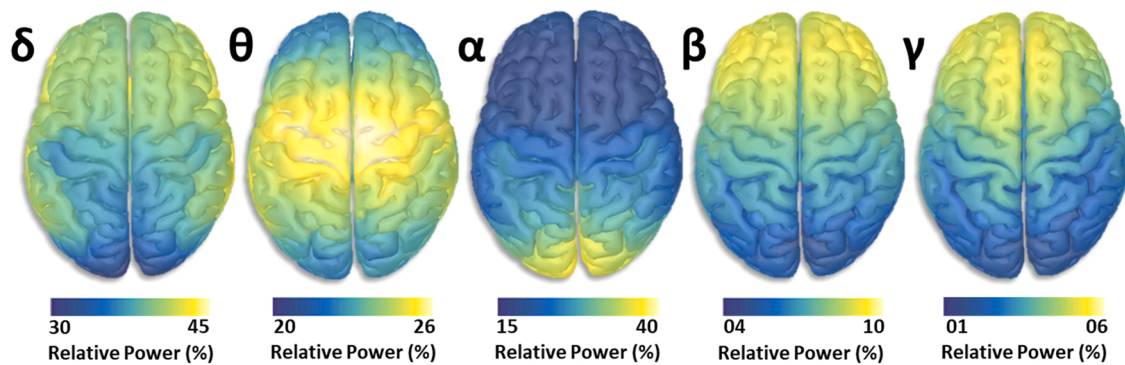 δ θ α β γ
30 45 20 26 15 40 04 10 01 06
Relative Power (%) Relative Power (%) Relative Power (%) Relative Power (%) Relative Power (%)